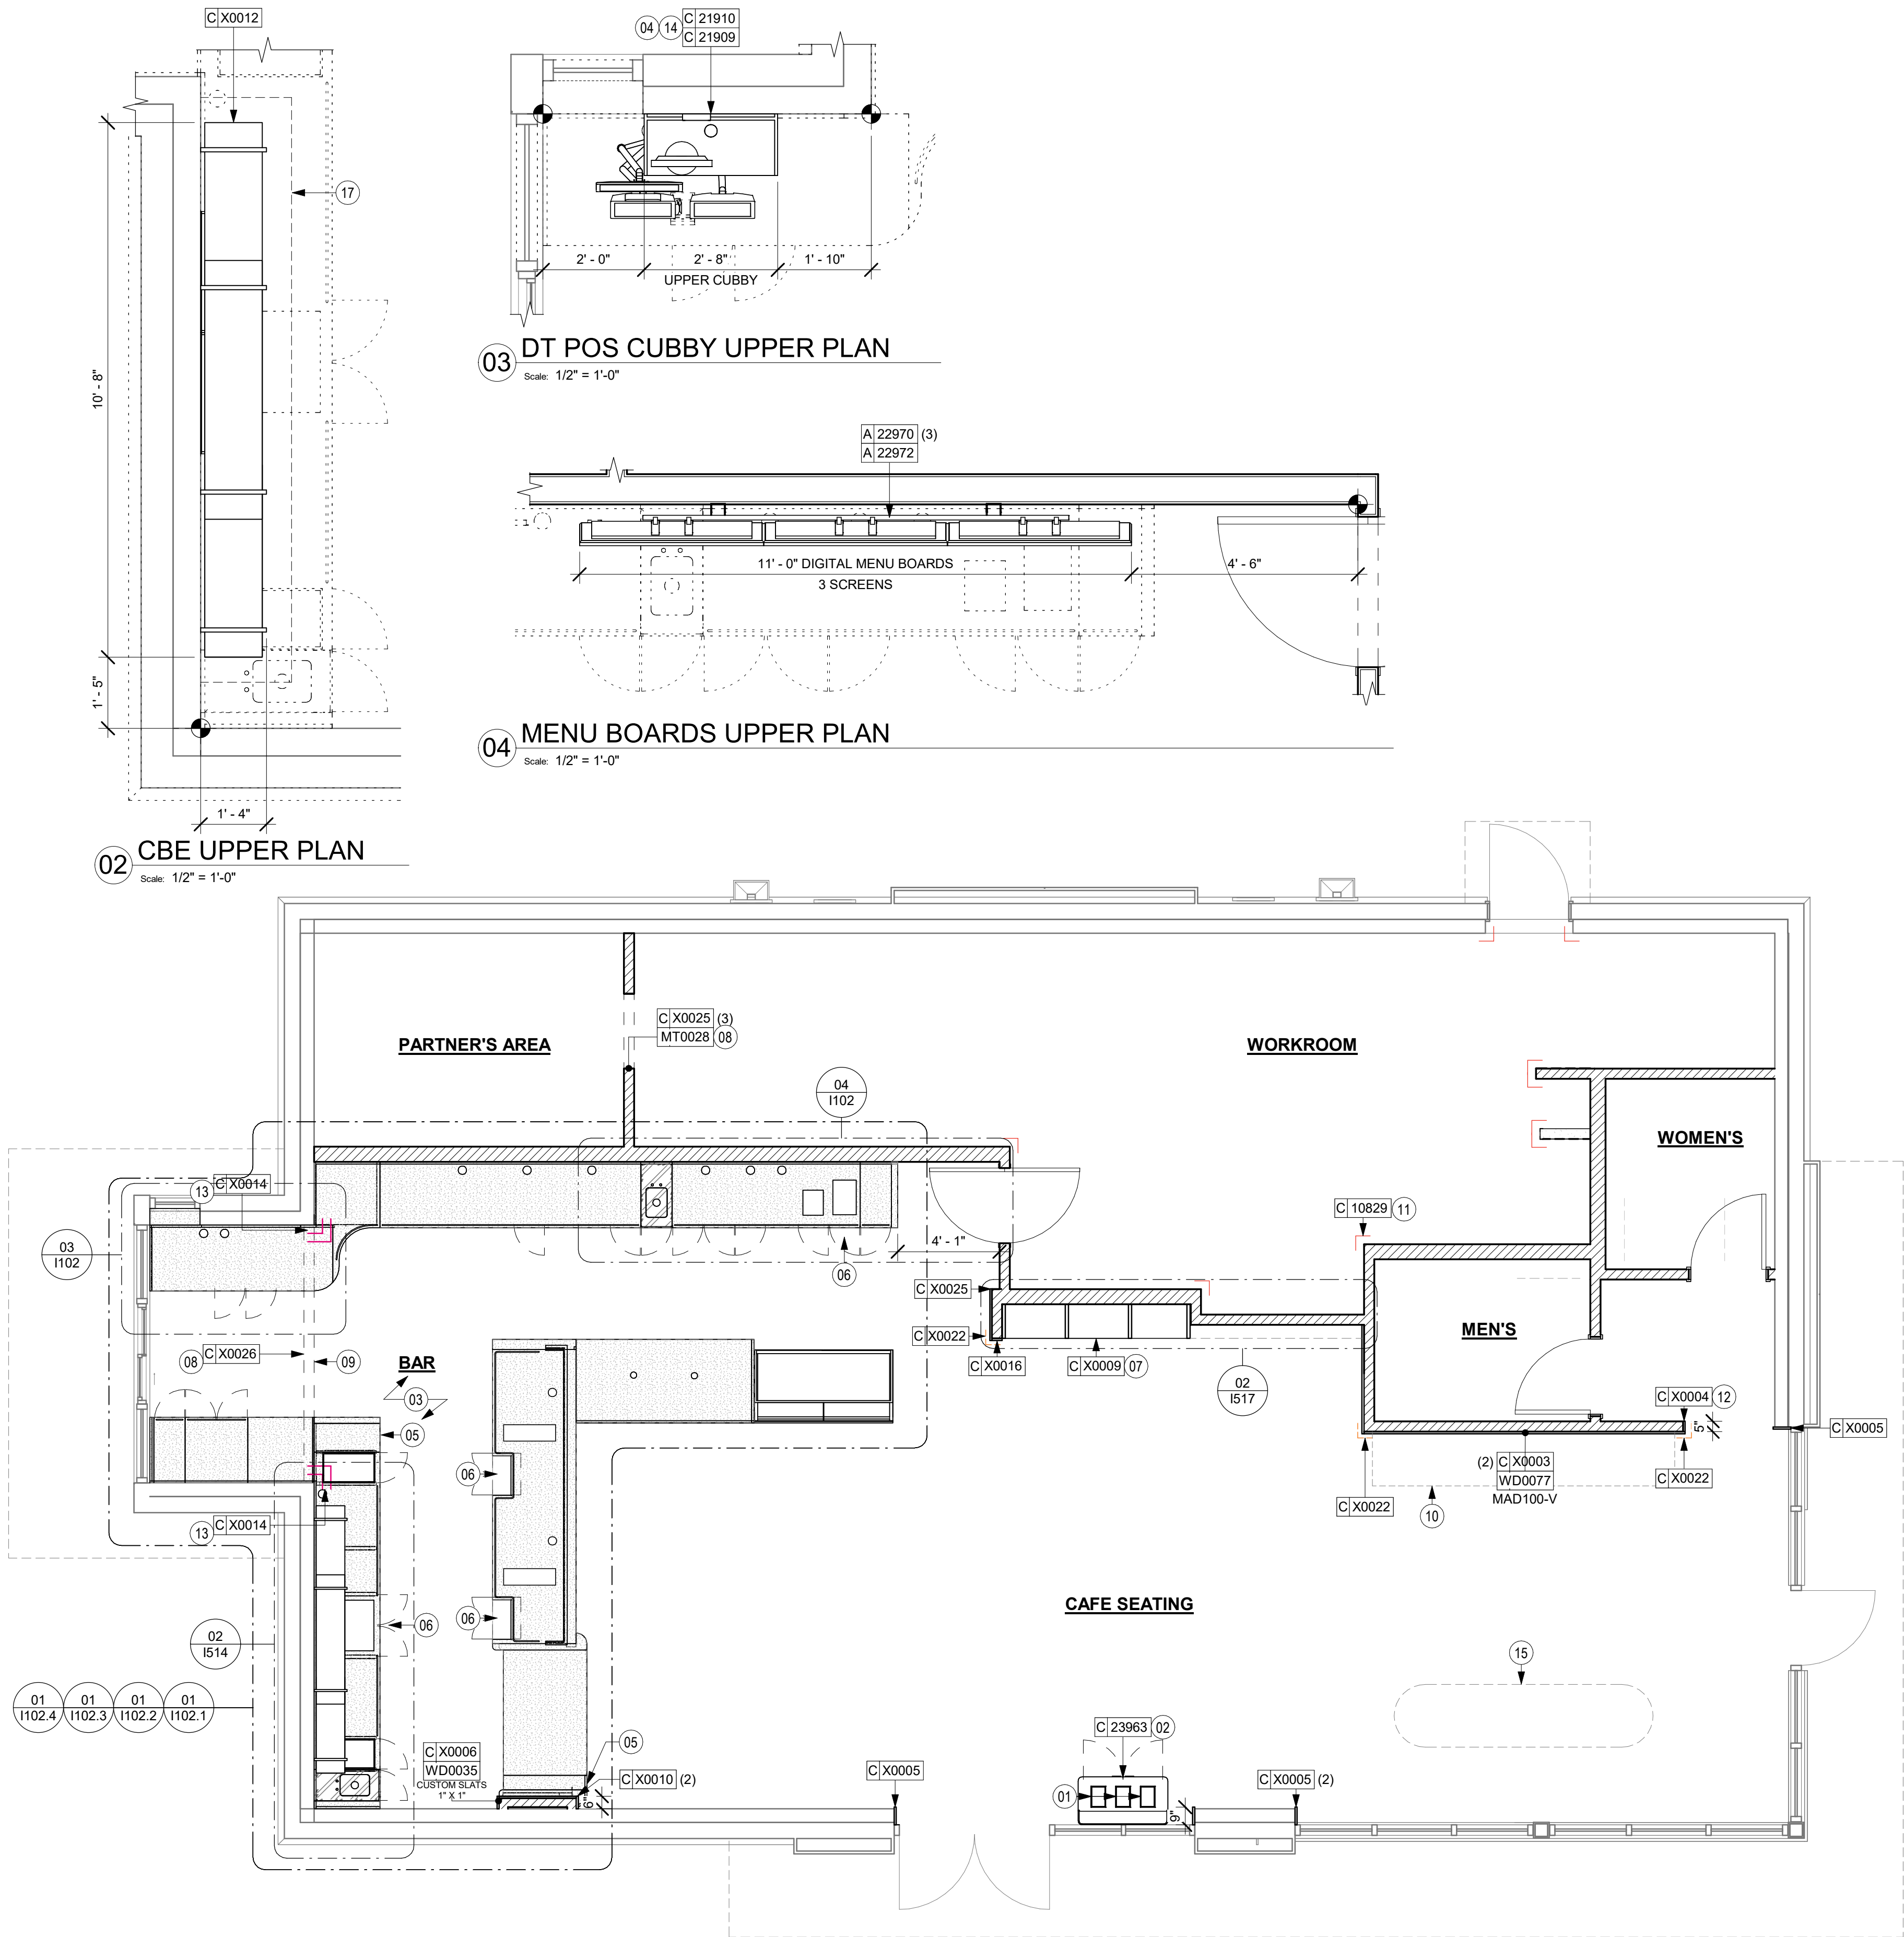 C X0012
17
10' - 8"
1' - 5"
1' - 4"
02 CBE UPPER PLAN
Scale: 1/2" = 1'-0"
04 14 C 21910
C 21909
2' - 0" 2' - 8" 1' - 10"
UPPER CUBBY
03 DT POS CUBBY UPPER PLAN
Scale: 1/2" = 1'-0"
A 22970 (3)
A 22972
11' - 0" DIGITAL MENU BOARDS
3 SCREENS
4' - 6"
04 MENU BOARDS UPPER PLAN
Scale: 1/2" = 1'-0"
C X0025 (3)
MT0028 08
PARTNER'S AREA
WORKROOM
04
I102
WOMEN'S
13 C X0014
C 10829 11
03
I102
4' - 1"
06
C X0025
C X0022
C X0016
C X0009 07
MEN'S
08 C X0026
09
BAR
03
05
02
I517
C X0004 12
5"
C X0005
(2) C X0003
WD0077
MAD100-V
C X0022
C X0022
10
06
13 C X0014
06
06
02
I514
CAFE SEATING
15
01
I102.4
01
I102.3
01
I102.2
01
I102.1
C X0006
WD0035
CUSTOM SLATS
1" X 1"
05
C X0010 (2)
6"
C X0005
C 23963 02
01
9"
C X0005 (2)